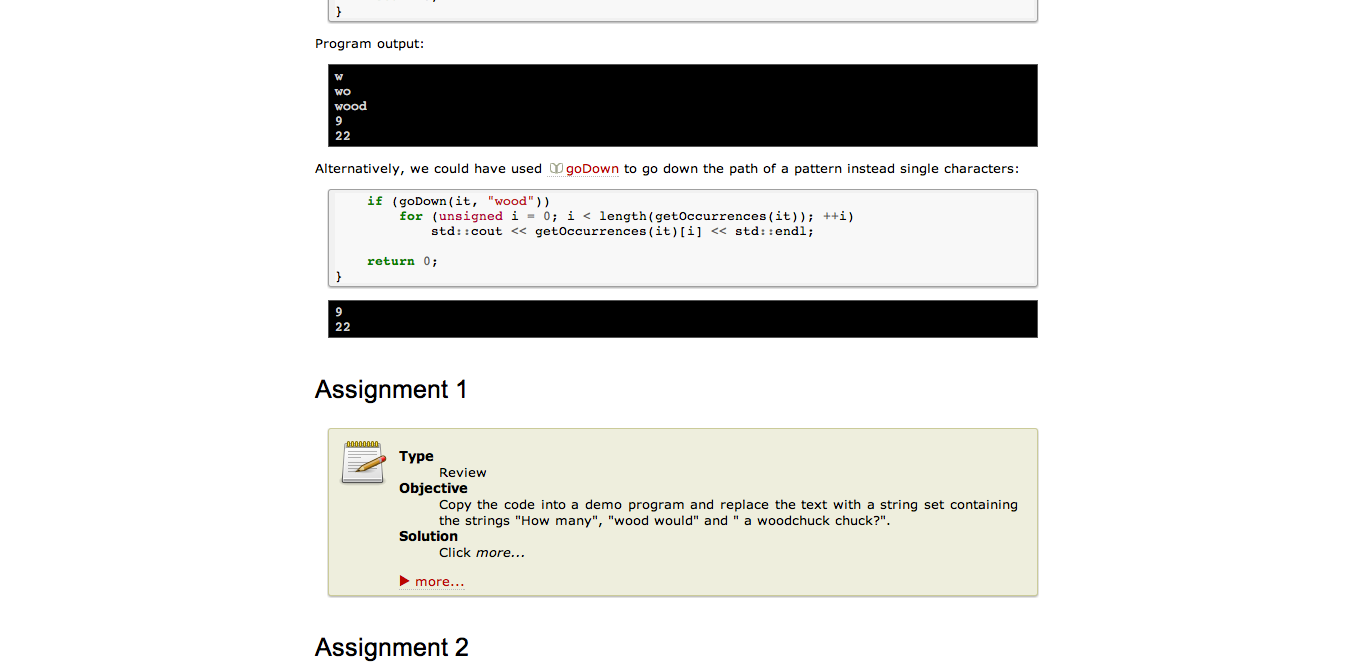 }
Program output:
w
wo
wood
9
22
Alternatively, we could have used goDown to go down the path of a pattern instead single characters:
if (goDown(it, "wood"))
for (unsigned i = 0; i < length(getOccurrences(it)); ++i)
std::cout << getOccurrences(it)[i] << std::endl;
return 0;
}
9
22
Assignment 1
Type
Review
Objective
Copy the code into a demo program and replace the text with a string set containing
the strings "How many", "wood would" and " a woodchuck chuck?".
Solution
Click more...
more...
Assignment 2